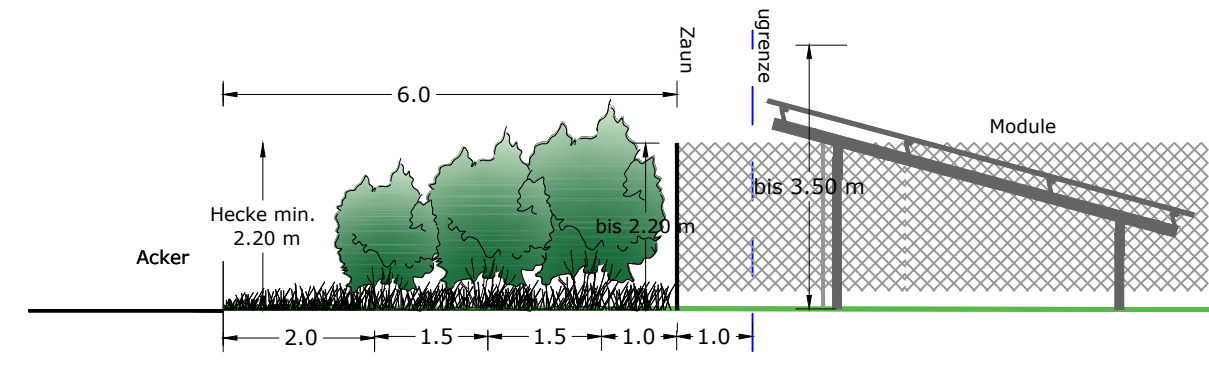 Zaun
ugrenze
6.0
Module
bis 3.50 m
Hecke min.
2.20 m
bis 2.20 m
Acker
2.0
1.5
1.5
1.0
1.0